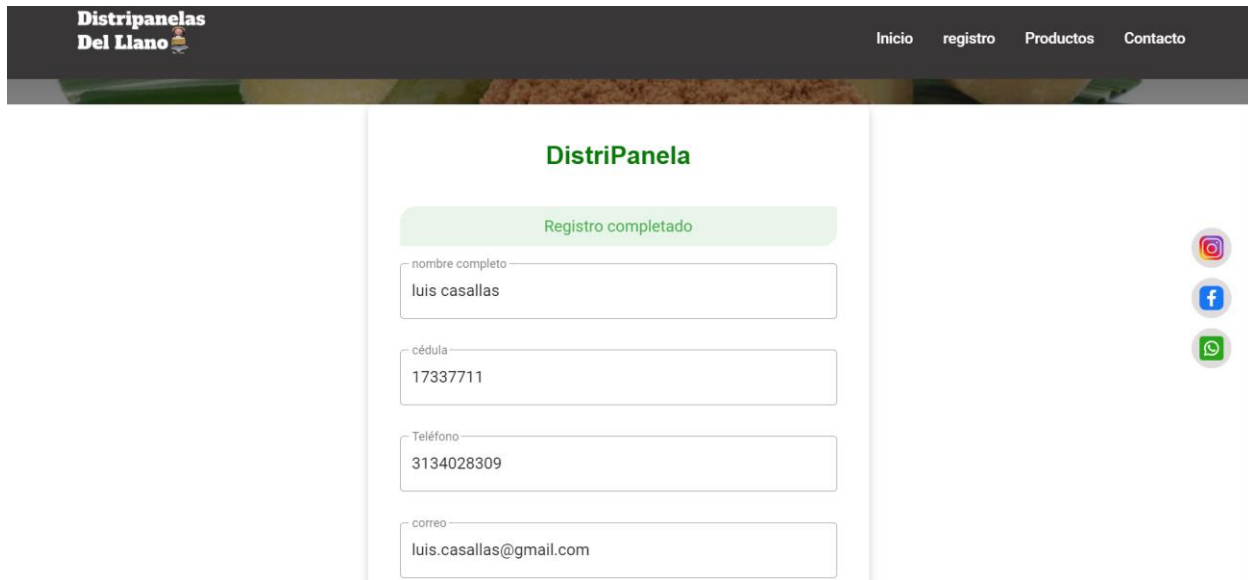 Distripanelas
Del Llano
Inicio registro Productos Contacto
DistriPanela
Registro completado
nombre completo
luis casallas
cédula
17337711
Teléfono
3134028309
correo
luis.casallas@gmail.com